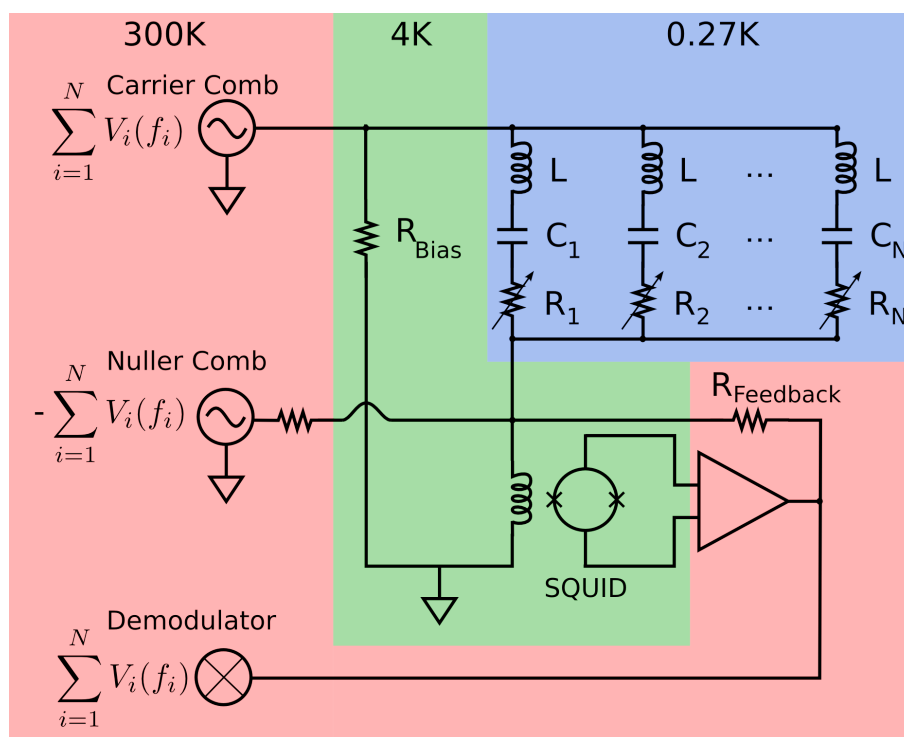 300K 4K 0.27K
Carrier Comb
N
∑ V_i(f_i)
i=1
L L ... L
R_Bias
C_1 C_2 ... C_N
R_1 R_2 ... R_N
Nuller Comb
N
- ∑ V_i(f_i)
i=1
R_Feedback
SQUID
Demodulator
N
∑ V_i(f_i)
i=1